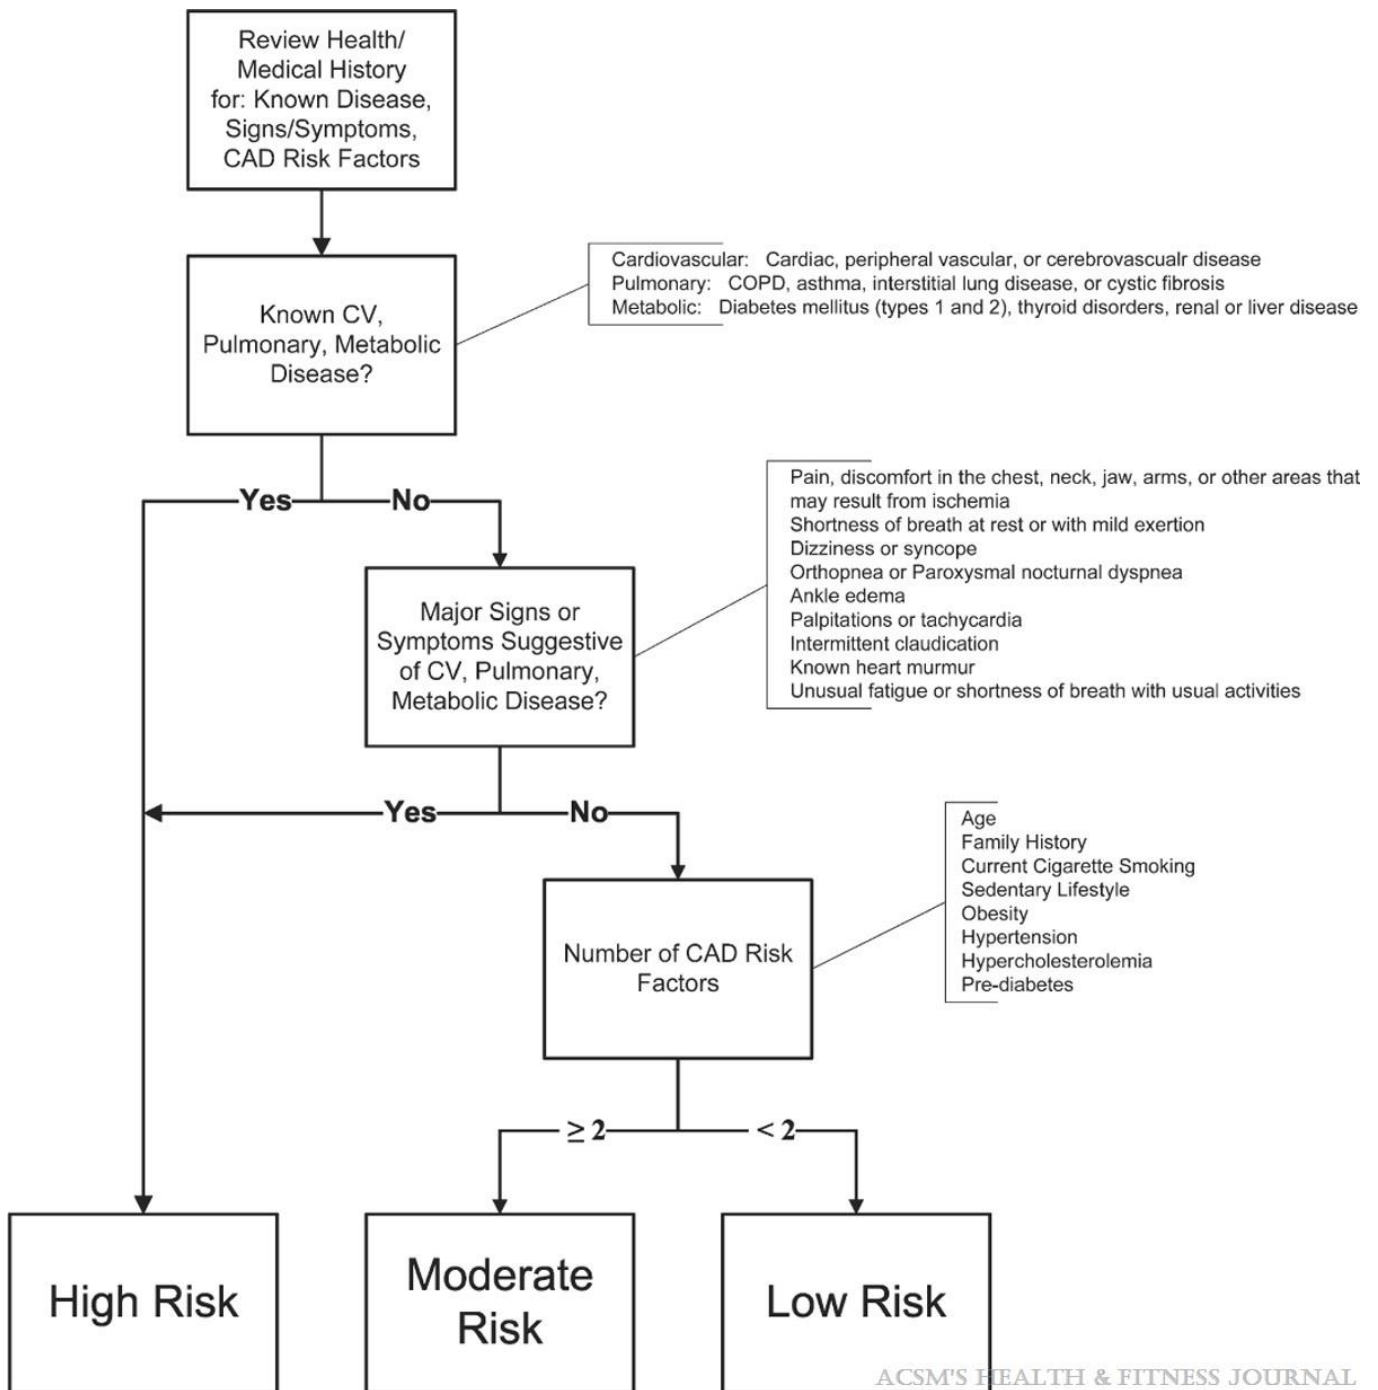 Review Health/
Medical History
for: Known Disease,
Signs/Symptoms,
CAD Risk Factors
Known CV,
Pulmonary, Metabolic
Disease?
Cardiovascular: Cardiac, peripheral vascular, or cerebrovascualr disease
Pulmonary: COPD, asthma, interstitial lung disease, or cystic fibrosis
Metabolic: Diabetes mellitus (types 1 and 2), thyroid disorders, renal or liver disease
Yes No
Major Signs or
Symptoms Suggestive
of CV, Pulmonary,
Metabolic Disease?
Pain, discomfort in the chest, neck, jaw, arms, or other areas that
may result from ischemia
Shortness of breath at rest or with mild exertion
Dizziness or syncope
Orthopnea or Paroxysmal nocturnal dyspnea
Ankle edema
Palpitations or tachycardia
Intermittent claudication
Known heart murmur
Unusual fatigue or shortness of breath with usual activities
Yes No
Number of CAD Risk
Factors
Age
Family History
Current Cigarette Smoking
Sedentary Lifestyle
Obesity
Hypertension
Hypercholesterolemia
Pre-diabetes
≥ 2 < 2
High Risk
Moderate
Risk
Low Risk
ACSM'S HEALTH & FITNESS JOURNAL